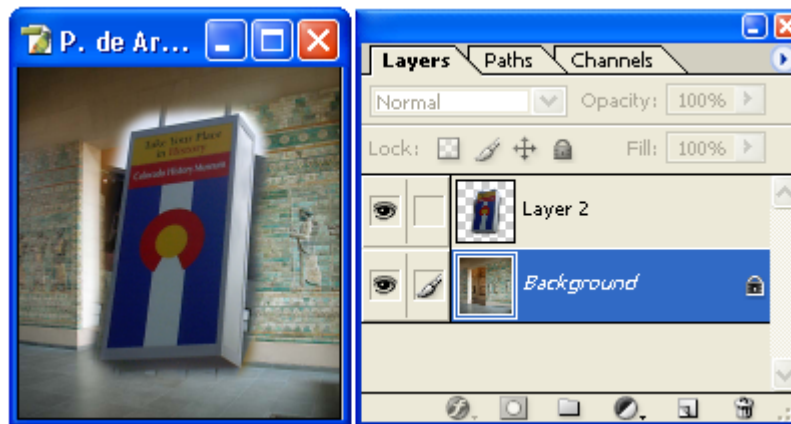 P. de Ar...
Take Your Place
in History
Colorado History Museum
Layers Paths Channels
Normal Opacity: 100%
Lock: Fill: 100%
Layer 2
Background